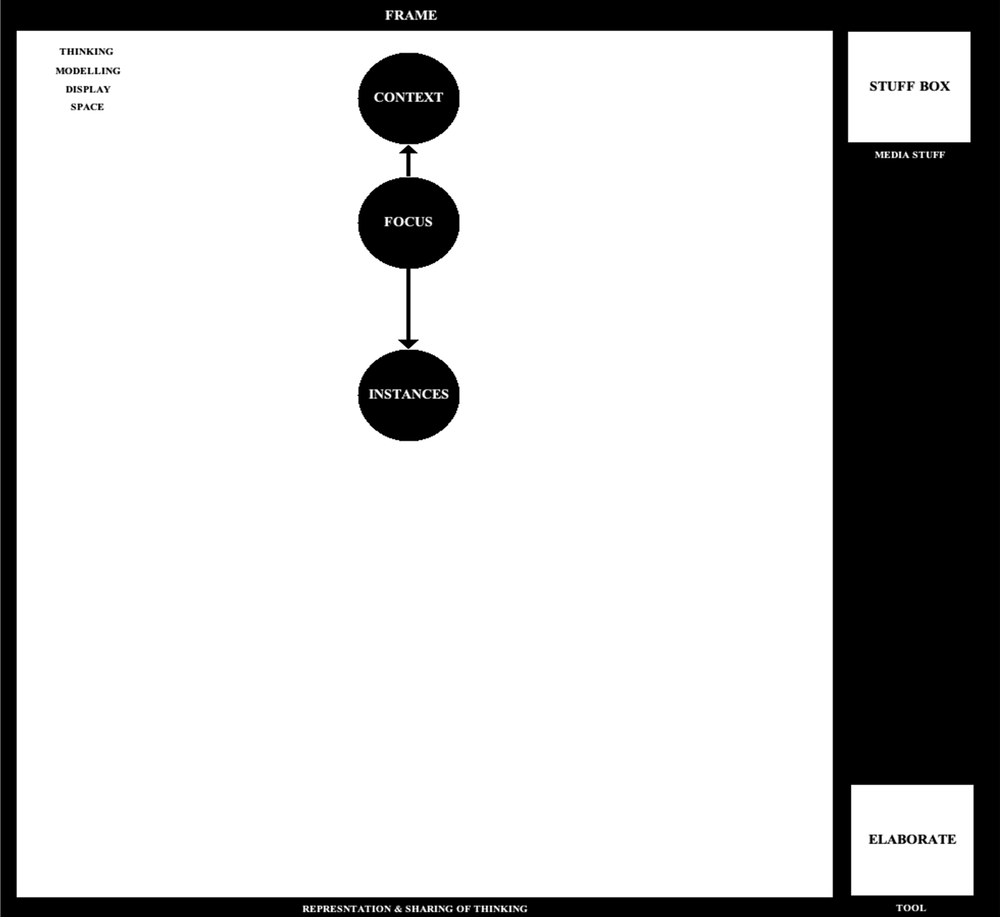 FRAME
THINKING
MODELLING
DISPLAY
SPACE
CONTEXT
FOCUS
INSTANCES
STUFF BOX
MEDIA STUFF
ELABORATE
TOOL
REPRESNTATION & SHARING OF THINKING